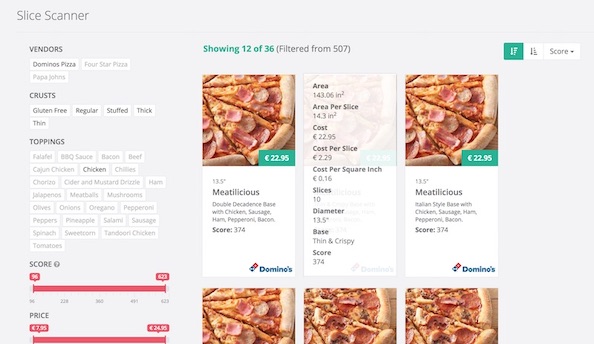 Slice Scanner
VENDORS
Dominos Pizza Four Star Pizza
Papa Johns
CRUSTS
Gluten Free Regular Stuffed Thick
Thin
TOPPINGS
Falafel BBQ Sauce Bacon Beef
Cajun Chicken Chicken Chillies
Chorizo Cider and Mustard Drizzle Ham
Jalapenos Meatballs Mushrooms
Olives Onions Oregano Pepperoni
Peppers Pineapple Salami Sausage
Spinach Sweetcorn Tandoori Chicken
Tomatoes
SCORE
96 623
96 228 360 491 623
PRICE
€ 7.95 € 24.95
Showing 12 of 36 (Filtered from 507)
Score
€ 22.95
13.5"
Meatilicious
Double Decadence Base
with Chicken, Sausage,
Ham, Pepperoni, Bacon.
Score: 374
Domino's
Area
143.06 in²
Area Per Slice
14.3 in²
Cost
€ 22.95
Cost Per Slice
€ 2.29
Cost Per Square Inch
€ 0.16
Slices
10
Diameter
13.5"
Base
Thin & Crispy
Score
374
€ 22.95
13.5"
Meatilicious
Italian Style Base with
Chicken, Sausage, Ham,
Pepperoni, Bacon.
Score: 374
Domino's